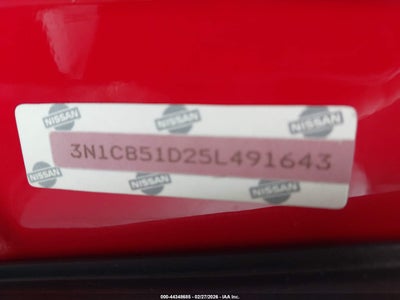 NISSAN NISSAN NISSAN
3N1CB51D25L491643
NISSAN NISSAN NISSAN
000-44348685 - 02/27/2026 - IAA Inc.